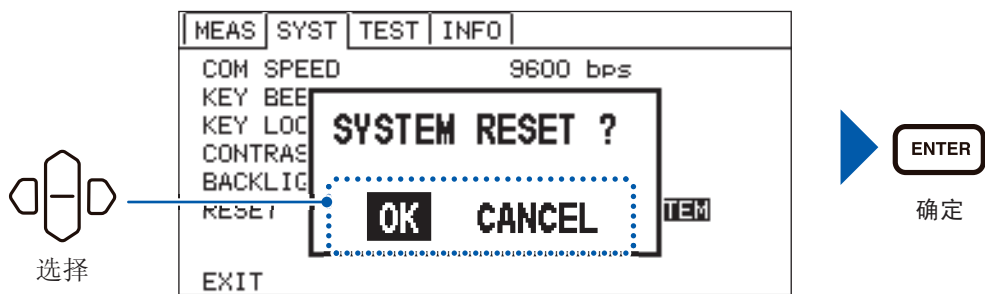 MEAS SYST TEST INFO
COM SPEED 9600 bps
KEY BEE
KEY LOC
CONTRAS
BACKLIG
RESET TEM
SYSTEM RESET ?
OK CANCEL
EXIT
选择
ENTER
确定